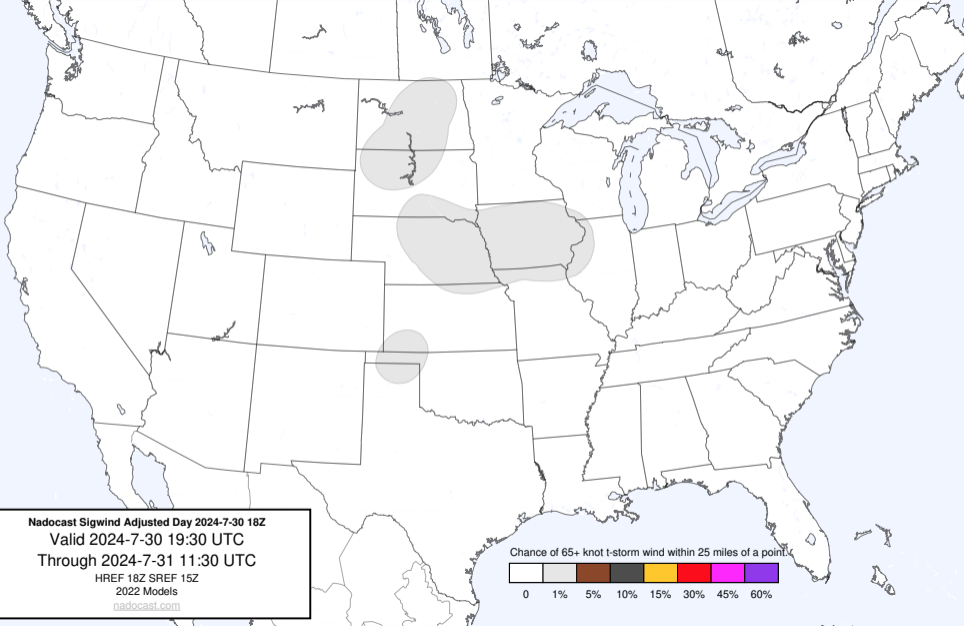 Nadocast Sigwind Adjusted Day 2024-7-30 18Z
Valid 2024-7-30 19:30 UTC
Through 2024-7-31 11:30 UTC
HREF 18Z SREF 15Z
2022 Models
nadocast.com
Chance of 65+ knot t-storm wind within 25 miles of a point.
0 1% 5% 10% 15% 30% 45% 60%